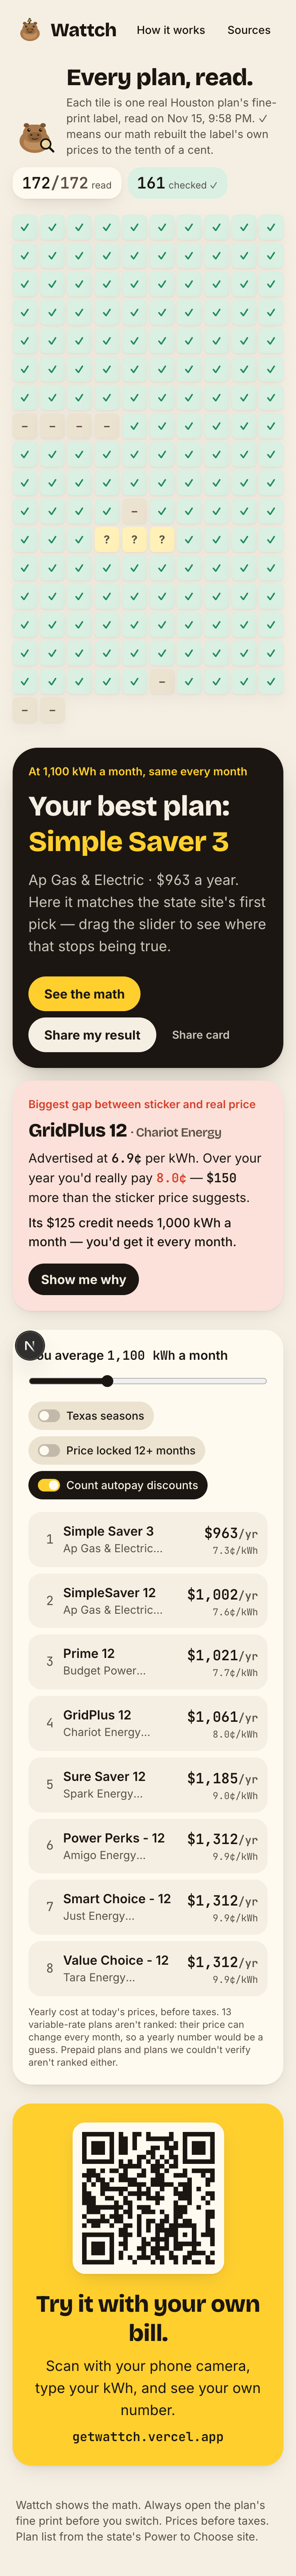 Wattch How it works Sources
Every plan, read.
Each tile is one real Houston plan's fine-
print label, read on Nov 15, 9:58 PM. ✓
means our math rebuilt the label's own
prices to the tenth of a cent.
172/172 read 161 checked ✓
✓ ✓ ✓ ✓ ✓ ✓ ✓ ✓ ✓ ✓
✓ ✓ ✓ ✓ ✓ ✓ ✓ ✓ ✓ ✓
✓ ✓ ✓ ✓ ✓ ✓ ✓ ✓ ✓ ✓
✓ ✓ ✓ ✓ ✓ ✓ ✓ ✓ ✓ ✓
✓ ✓ ✓ ✓ ✓ ✓ ✓ ✓ ✓ ✓
✓ ✓ ✓ ✓ ✓ ✓ ✓ ✓ ✓ ✓
✓ ✓ ✓ ✓ ✓ ✓ ✓ ✓ ✓ ✓
– – – – ✓ ✓ ✓ ✓ ✓ ✓
✓ ✓ ✓ ✓ ✓ ✓ ✓ ✓ ✓ ✓
✓ ✓ ✓ ✓ ✓ ✓ ✓ ✓ ✓ ✓
✓ ✓ ✓ ✓ – ✓ ✓ ✓ ✓ ✓
✓ ✓ ✓ ? ? ? ✓ ✓ ✓ ✓
✓ ✓ ✓ ✓ ✓ ✓ ✓ ✓ ✓ ✓
✓ ✓ ✓ ✓ ✓ ✓ ✓ ✓ ✓ ✓
✓ ✓ ✓ ✓ ✓ ✓ ✓ ✓ ✓ ✓
✓ ✓ ✓ ✓ ✓ ✓ ✓ ✓ ✓ ✓
✓ ✓ ✓ ✓ ✓ – ✓ ✓ ✓ ✓
– –
At 1,100 kWh a month, same every month
Your best plan:
Simple Saver 3
Ap Gas & Electric · $963 a year.
Here it matches the state site's first
pick — drag the slider to see where
that stops being true.
See the math
Share my result Share card
Biggest gap between sticker and real price
GridPlus 12 · Chariot Energy
Advertised at 6.9¢ per kWh. Over your
year you'd really pay 8.0¢ — $150
more than the sticker price suggests.
Its $125 credit needs 1,000 kWh a
month — you'd get it every month.
Show me why
N
ou average 1,100 kWh a month
Texas seasons
Price locked 12+ months
Count autopay discounts
1 Simple Saver 3 $963/yr
Ap Gas & Electric… 7.3¢/kWh
2 SimpleSaver 12 $1,002/yr
Ap Gas & Electric… 7.6¢/kWh
3 Prime 12 $1,021/yr
Budget Power… 7.7¢/kWh
4 GridPlus 12 $1,061/yr
Chariot Energy… 8.0¢/kWh
5 Sure Saver 12 $1,185/yr
Spark Energy… 9.0¢/kWh
6 Power Perks - 12 $1,312/yr
Amigo Energy… 9.9¢/kWh
7 Smart Choice - 12 $1,312/yr
Just Energy… 9.9¢/kWh
8 Value Choice - 12 $1,312/yr
Tara Energy… 9.9¢/kWh
Yearly cost at today's prices, before taxes. 13
variable-rate plans aren't ranked: their price can
change every month, so a yearly number would be a
guess. Prepaid plans and plans we couldn't verify
aren't ranked either.
Try it with your own
bill.
Scan with your phone camera,
type your kWh, and see your own
number.
getwattch.vercel.app
Wattch shows the math. Always open the plan's
fine print before you switch. Prices before taxes.
Plan list from the state's Power to Choose site.